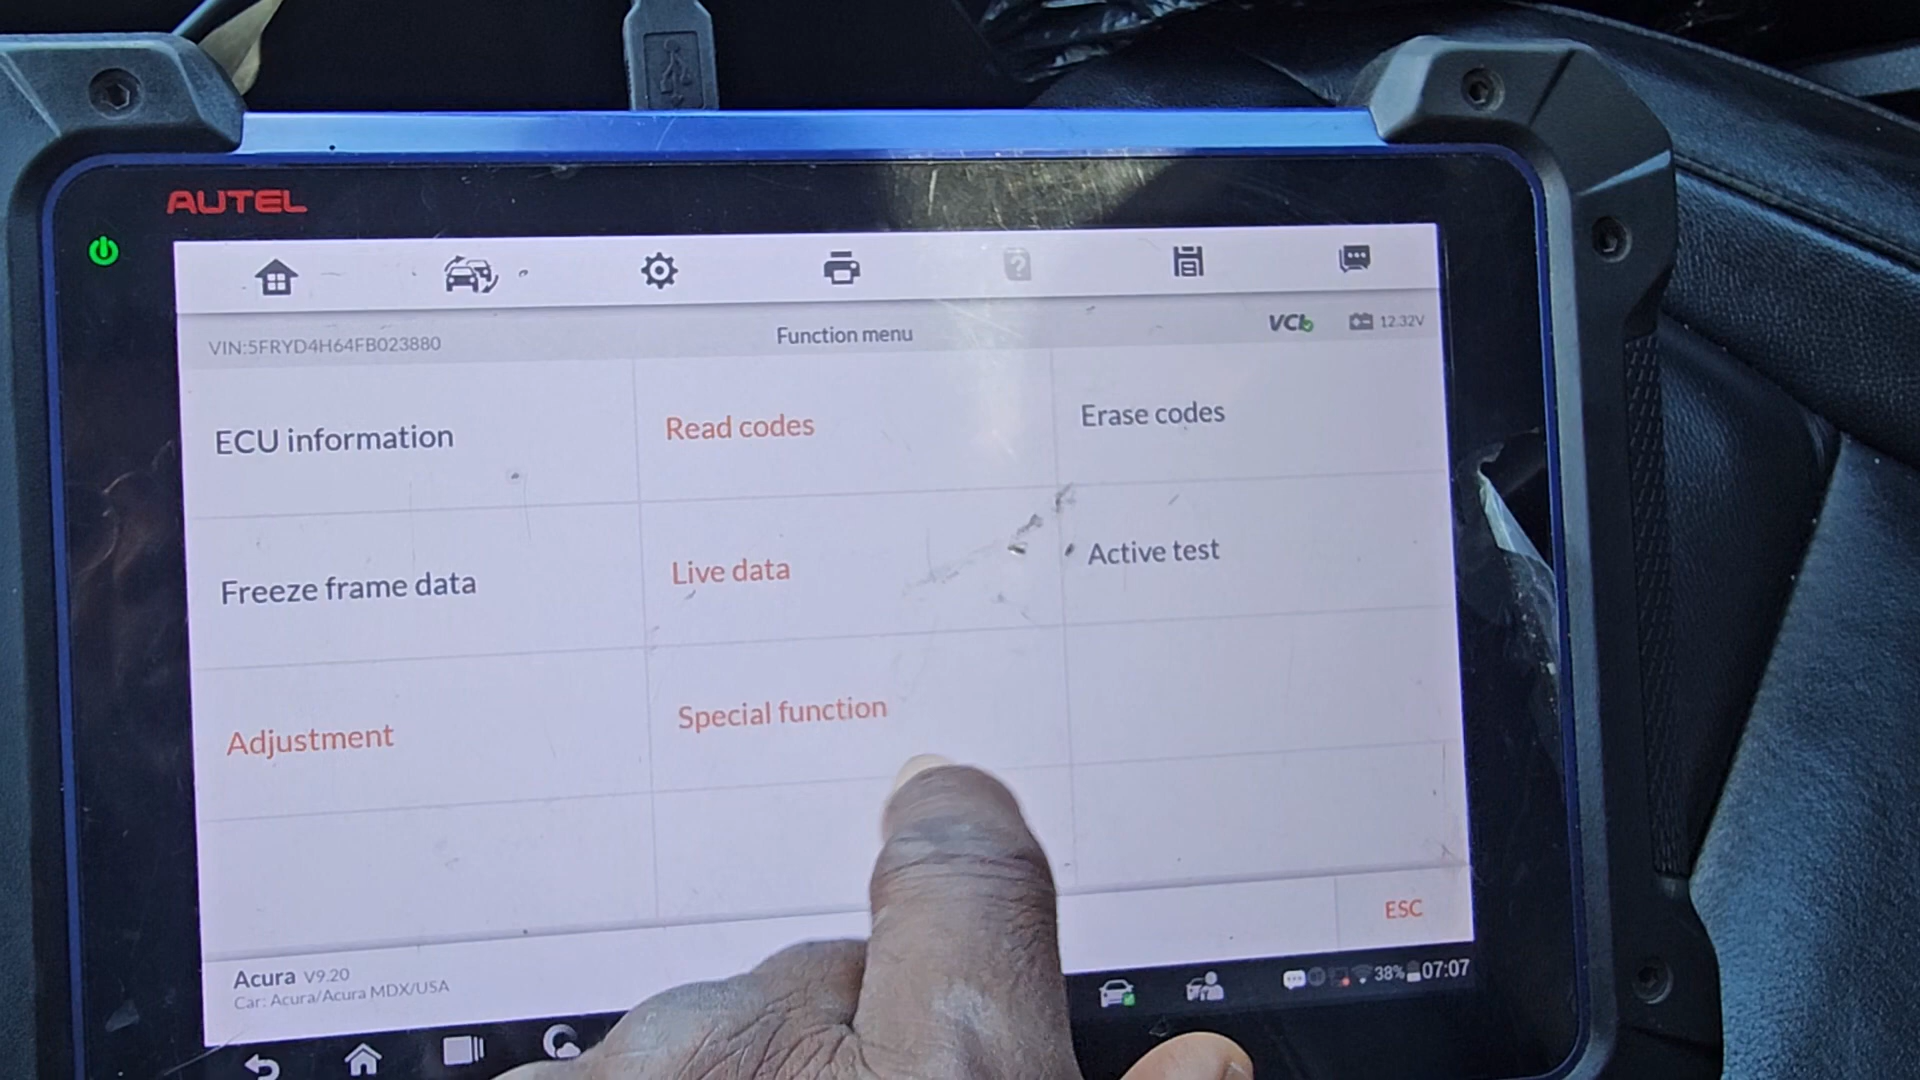 AUTEL
VIN:5FRYD4H64FB023880
Function menu
VCI
12.32V
ECU information
Read codes
Erase codes
Freeze frame data
Live data
Active test
Adjustment
Special function
ESC
Acura V9.20
Car: Acura/Acura MDX/USA
38%
07:07